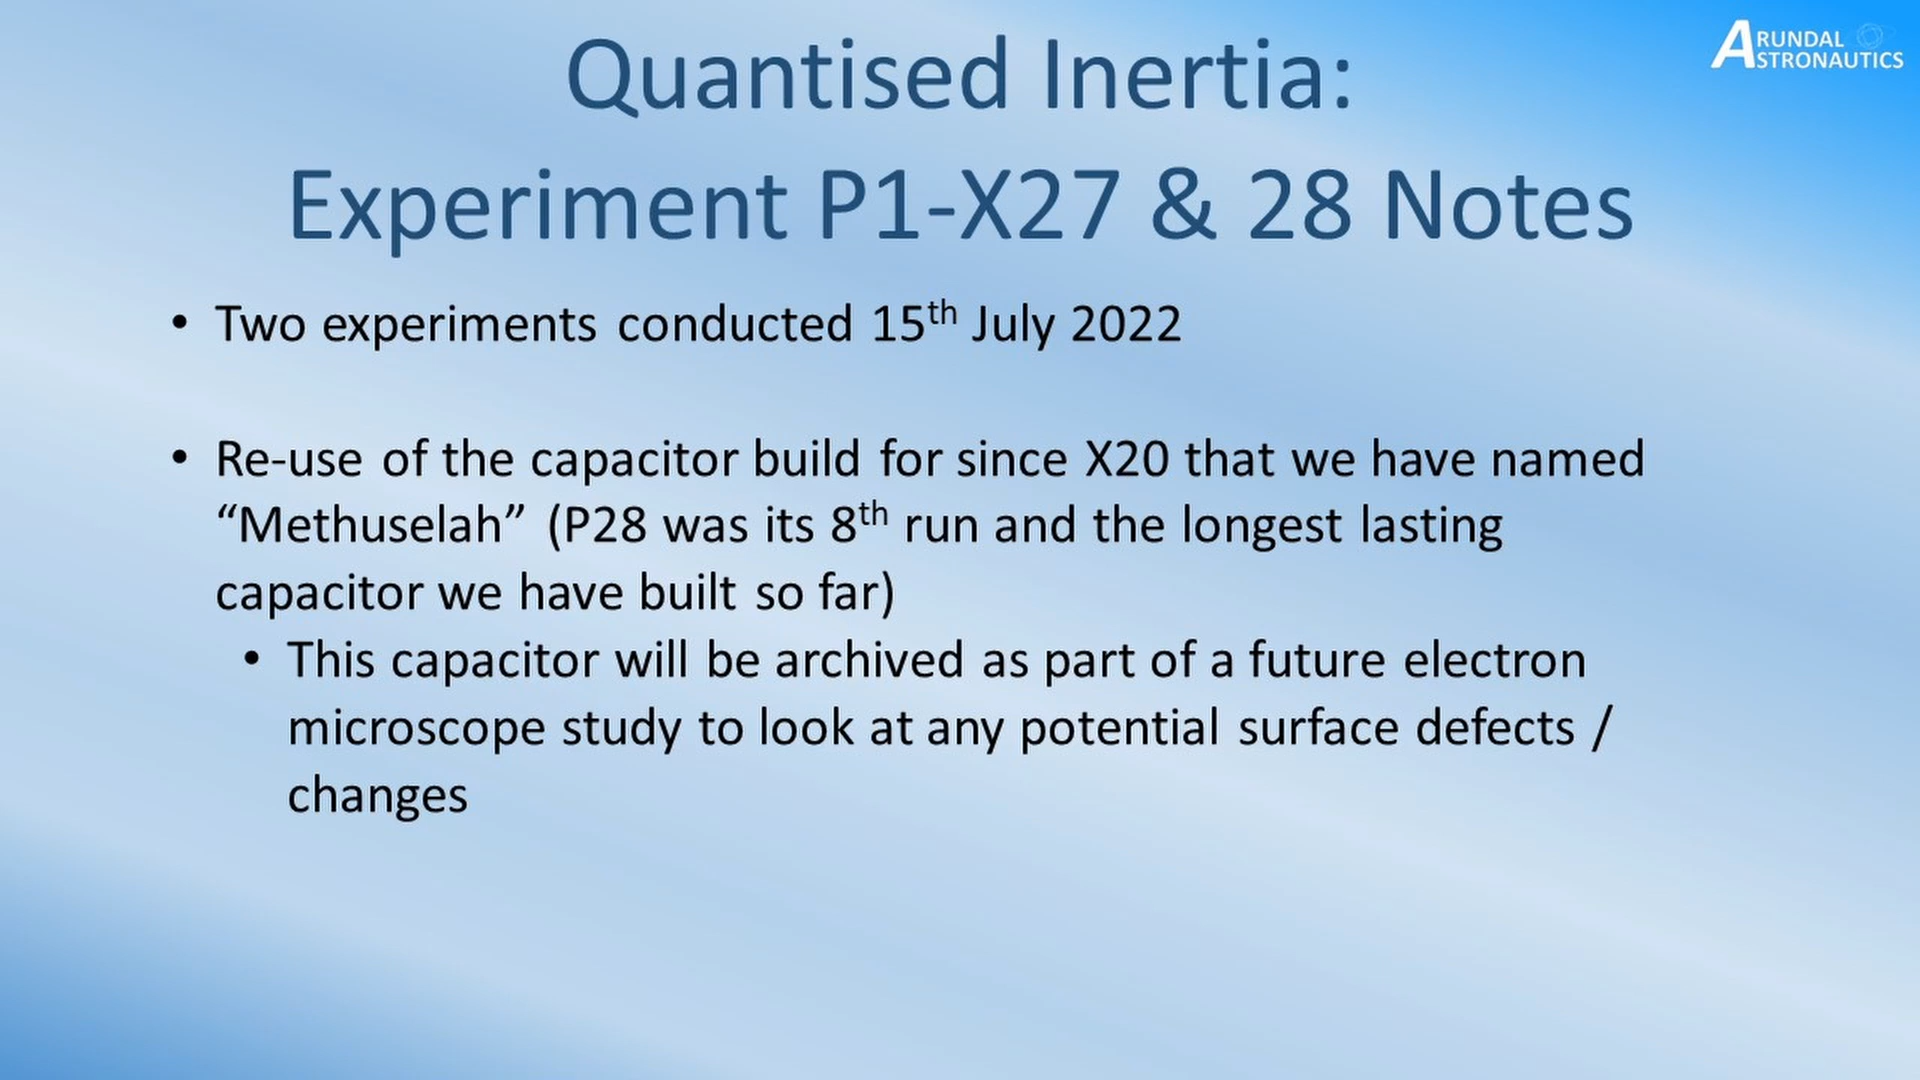 ARUNDAL
ASTRONAUTICS
Quantised Inertia:
Experiment P1-X27 & 28 Notes
• Two experiments conducted 15th July 2022
• Re-use of the capacitor build for since X20 that we have named
“Methuselah” (P28 was its 8th run and the longest lasting
capacitor we have built so far)
• This capacitor will be archived as part of a future electron
microscope study to look at any potential surface defects /
changes